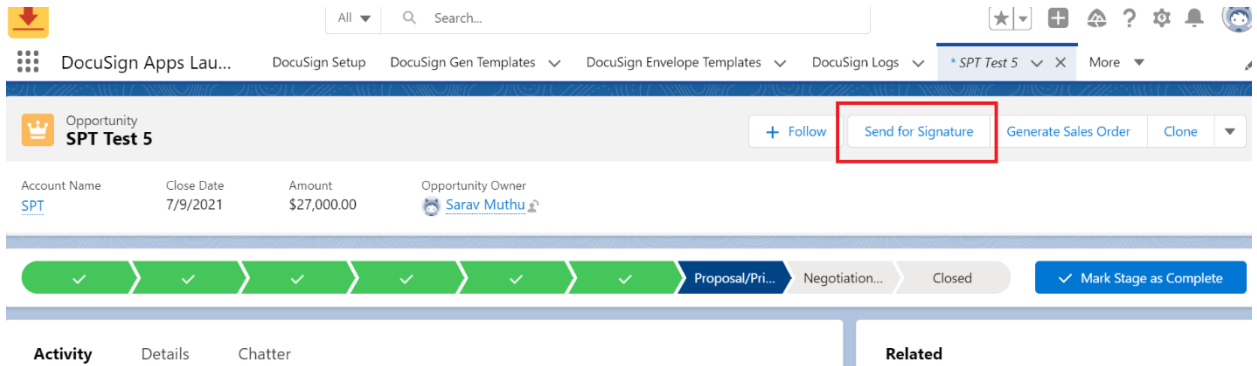 All Search...
DocuSign Apps Lau... DocuSign Setup DocuSign Gen Templates DocuSign Envelope Templates DocuSign Logs * SPT Test 5 More
Opportunity
SPT Test 5
+ Follow Send for Signature Generate Sales Order Clone
Account Name Close Date Amount Opportunity Owner
SPT 7/9/2021 $27,000.00 Sarav Muthu
Proposal/Pri... Negotiation... Closed Mark Stage as Complete
Activity Details Chatter Related